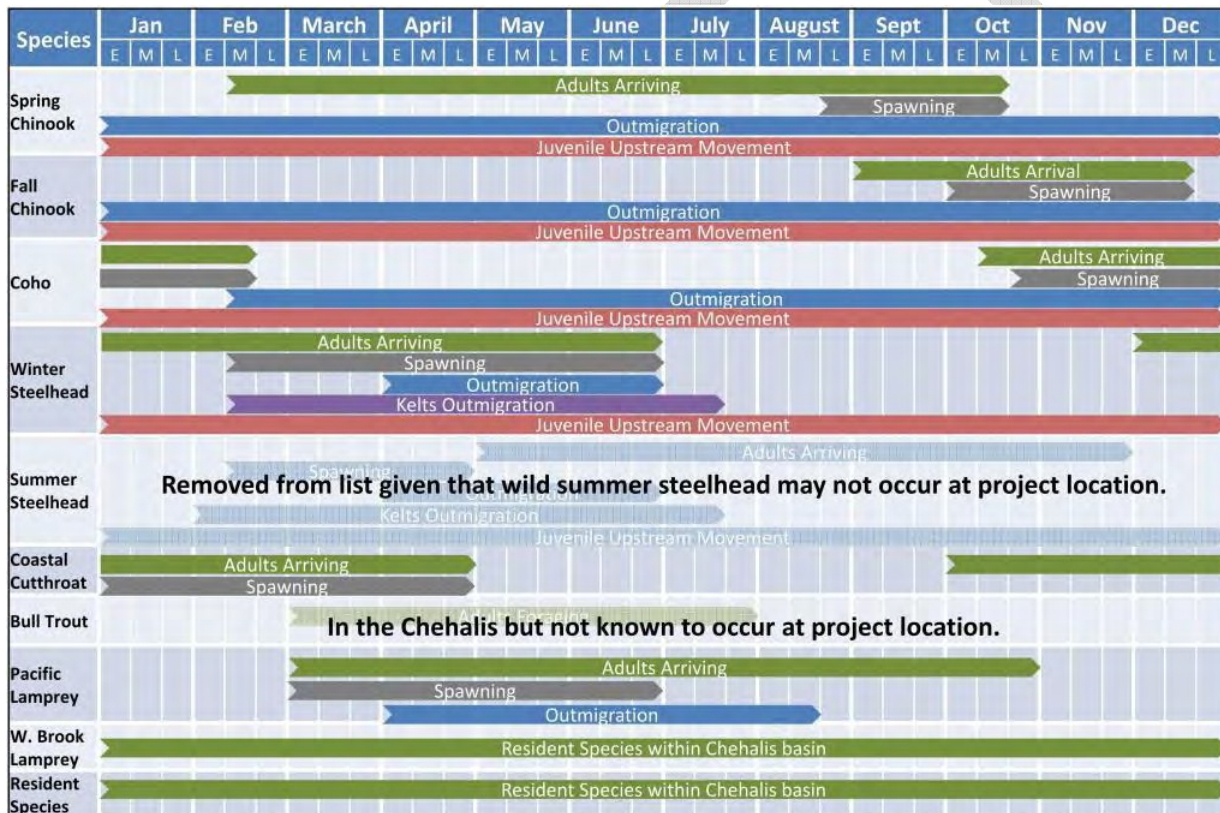 Species Jan Feb March April May June July August Sept Oct Nov Dec
E M L E M L E M L E M L E M L E M L E M L E M L E M L E M L E M L E M L
Spring
Chinook
Adults Arriving
Spawning
Outmigration
Juvenile Upstream Movement
Fall
Chinook
Adults Arrival
Spawning
Outmigration
Juvenile Upstream Movement
Coho
Adults Arriving
Spawning
Outmigration
Juvenile Upstream Movement
Winter
Steelhead
Adults Arriving
Spawning
Outmigration
Kelts Outmigration
Juvenile Upstream Movement
Summer
Steelhead
Adults Arriving
Spawning
Removed from list given that wild summer steelhead may not occur at project location.
Outmigration
Kelts Outmigration
Juvenile Upstream Movement
Coastal
Cutthroat
Adults Arriving
Spawning
Bull Trout
Adults Foraging
In the Chehalis but not known to occur at project location.
Pacific
Lamprey
Adults Arriving
Spawning
Outmigration
W. Brook
Lamprey
Resident Species within Chehalis basin
Resident
Species
Resident Species within Chehalis basin